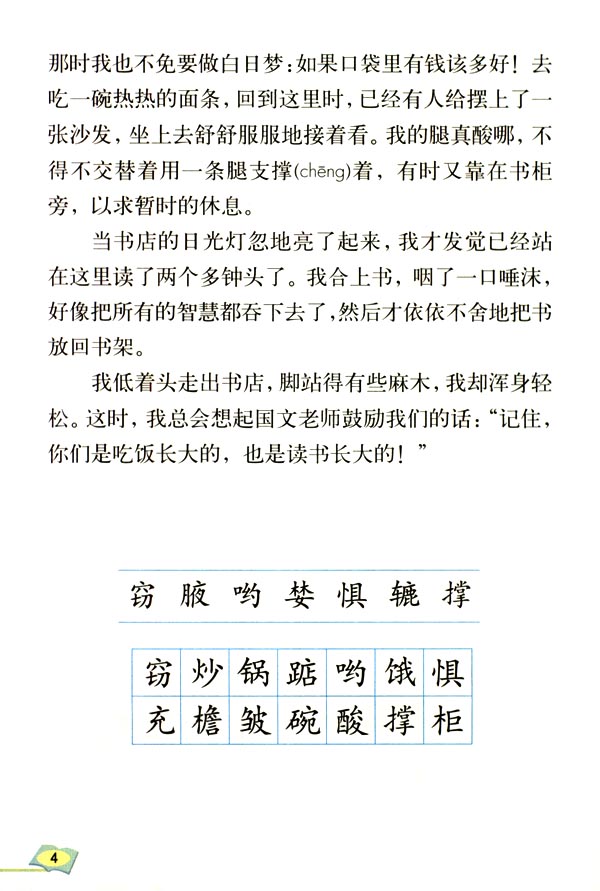 那时我也不免要做白日梦：如果口袋里有钱该多好！去
吃一碗热热的面条，回到这里时，已经有人给摆上了一
张沙发，坐上去舒舒服服地接着看。我的腿真酸哪，不
得不交替着用一条腿支撑(chēng)着，有时又靠在书柜
旁，以求暂时的休息。
当书店的日光灯忽地亮了起来，我才发觉已经站
在这里读了两个多钟头了。我合上书，咽了一口唾沫，
好像把所有的智慧都吞下去了，然后才依依不舍地把书
放回书架。
我低着头走出书店，脚站得有些麻木，我却浑身轻
松。这时，我总会想起国文老师鼓励我们的话：“记住，
你们是吃饭长大的，也是读书长大的！”
窃 腋 哟 婪 惧 辘 撑
窃 炒 锅 踮 哟 饿 惧
充 檐 皱 碗 酸 撑 柜
4